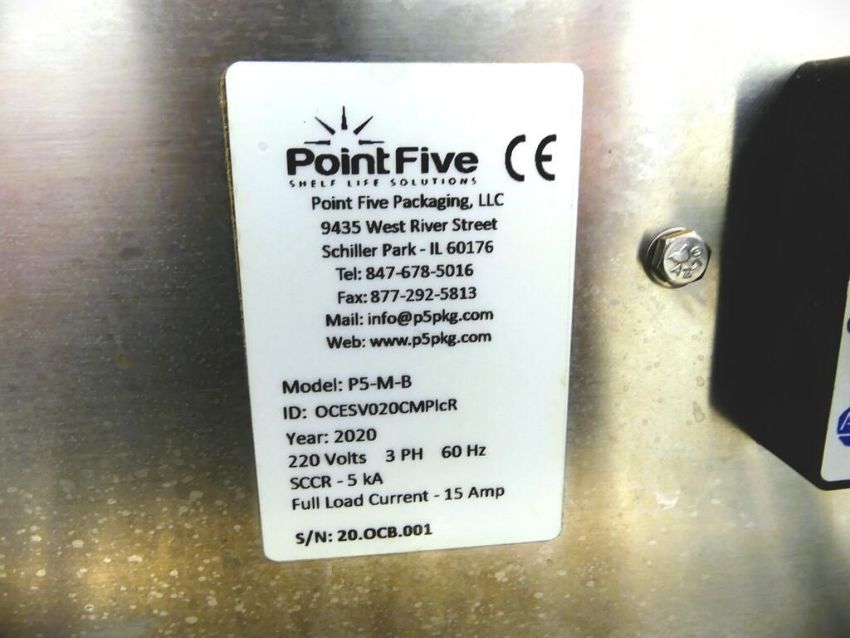 PointFive CE
SHELF LIFE SOLUTIONS
Point Five Packaging, LLC
9435 West River Street
Schiller Park - IL 60176
Tel: 847-678-5016
Fax: 877-292-5813
Mail: info@p5pkg.com
Web: www.p5pkg.com
Model: P5-M-B
ID: OCESV020CMPlcR
Year: 2020
220 Volts 3 PH 60 Hz
SCCR - 5 kA
Full Load Current - 15 Amp
S/N: 20.OCB.001